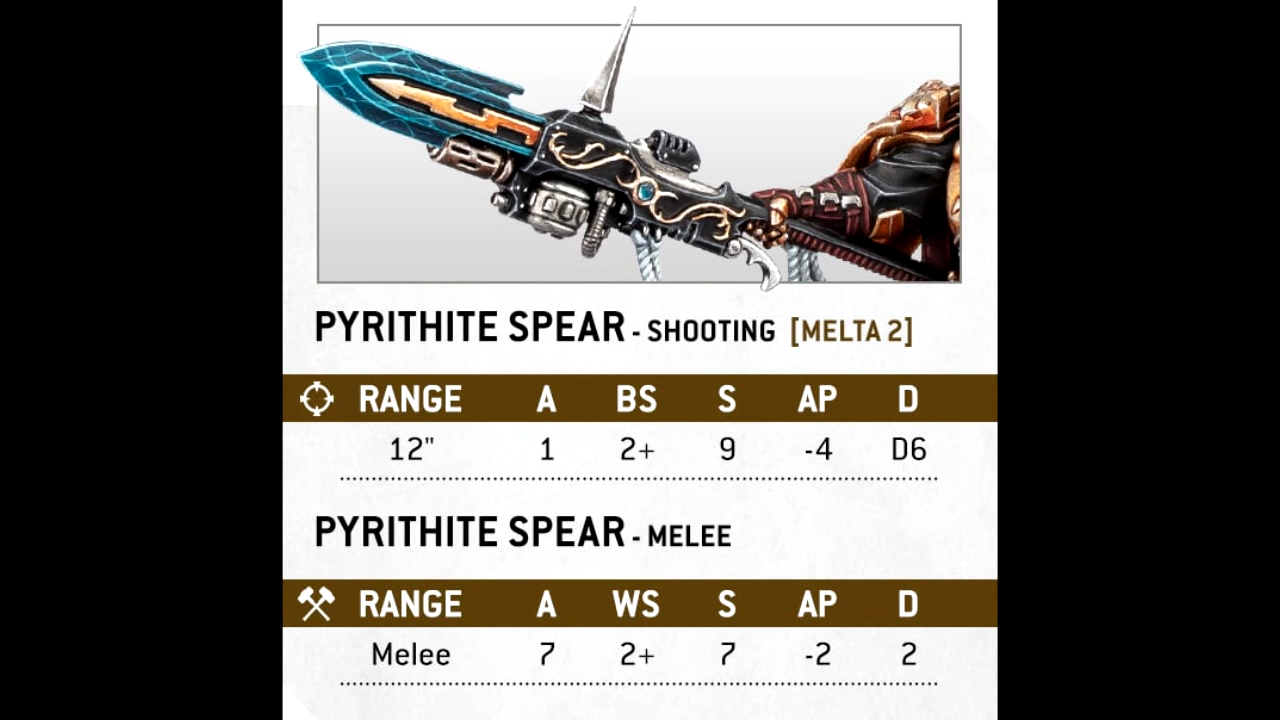 PYRITHITE SPEAR - SHOOTING [MELTA 2]
RANGE A BS S AP D
12" 1 2+ 9 -4 D6
PYRITHITE SPEAR - MELEE
RANGE A WS S AP D
Melee 7 2+ 7 -2 2